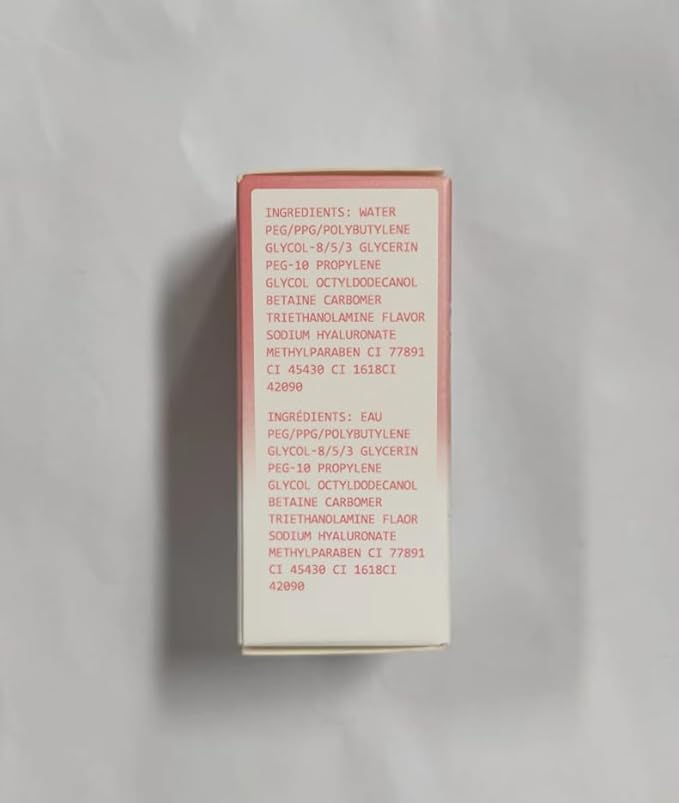 INGREDIENTS: WATER
PEG/PPG/POLYBUTYLENE
GLYCOL-8/5/3 GLYCERIN
PEG-10 PROPYLENE
GLYCOL OCTYLDODECANOL
BETAINE CARBOMER
TRIETHANOLAMINE FLAVOR
SODIUM HYALURONATE
METHYLPARABEN CI 77891
CI 45430 CI 1618CI
42090
INGRÉDIENTS: EAU
PEG/PPG/POLYBUTYLENE
GLYCOL-8/5/3 GLYCERIN
PEG-10 PROPYLENE
GLYCOL OCTYLDODECANOL
BETAINE CARBOMER
TRIETHANOLAMINE FLAOR
SODIUM HYALURONATE
METHYLPARABEN CI 77891
CI 45430 CI 1618CI
42090